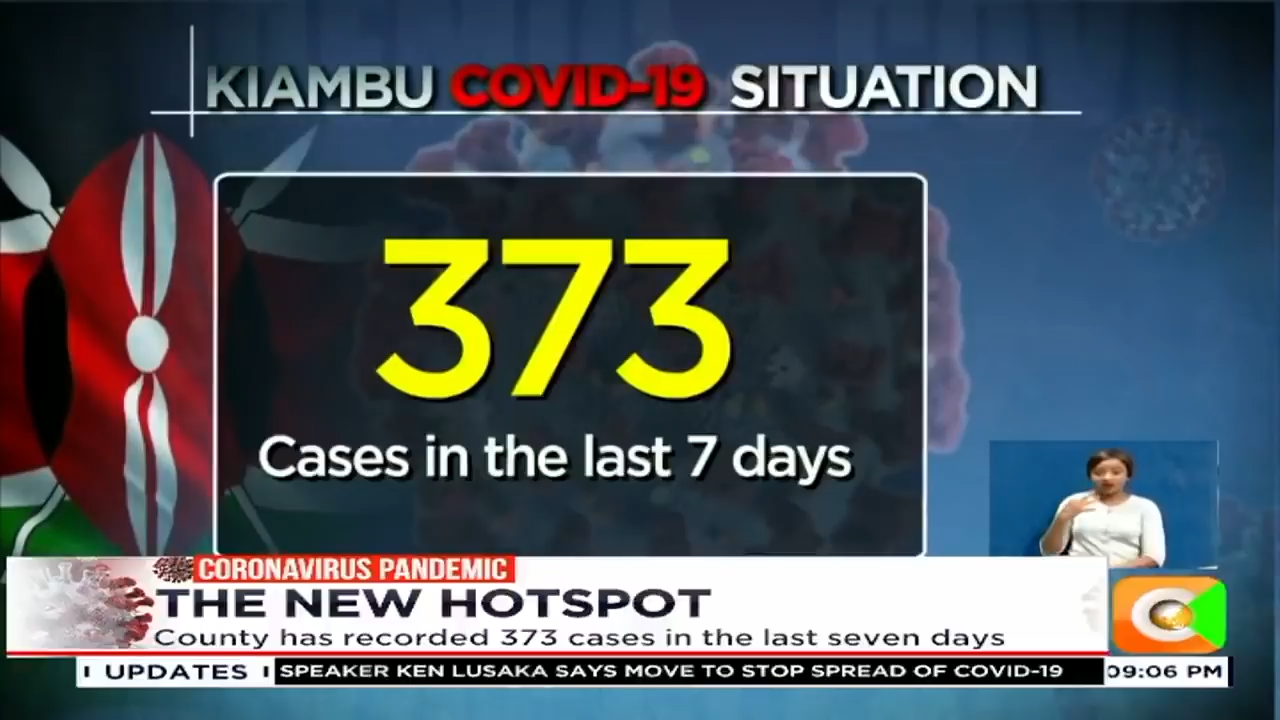 KIAMBU COVID-19 SITUATION
373
Cases in the last 7 days
CORONAVIRUS PANDEMIC
THE NEW HOTSPOT
County has recorded 373 cases in the last seven days
UPDATES
SPEAKER KEN LUSAKA SAYS MOVE TO STOP SPREAD OF COVID-19
09:06 PM